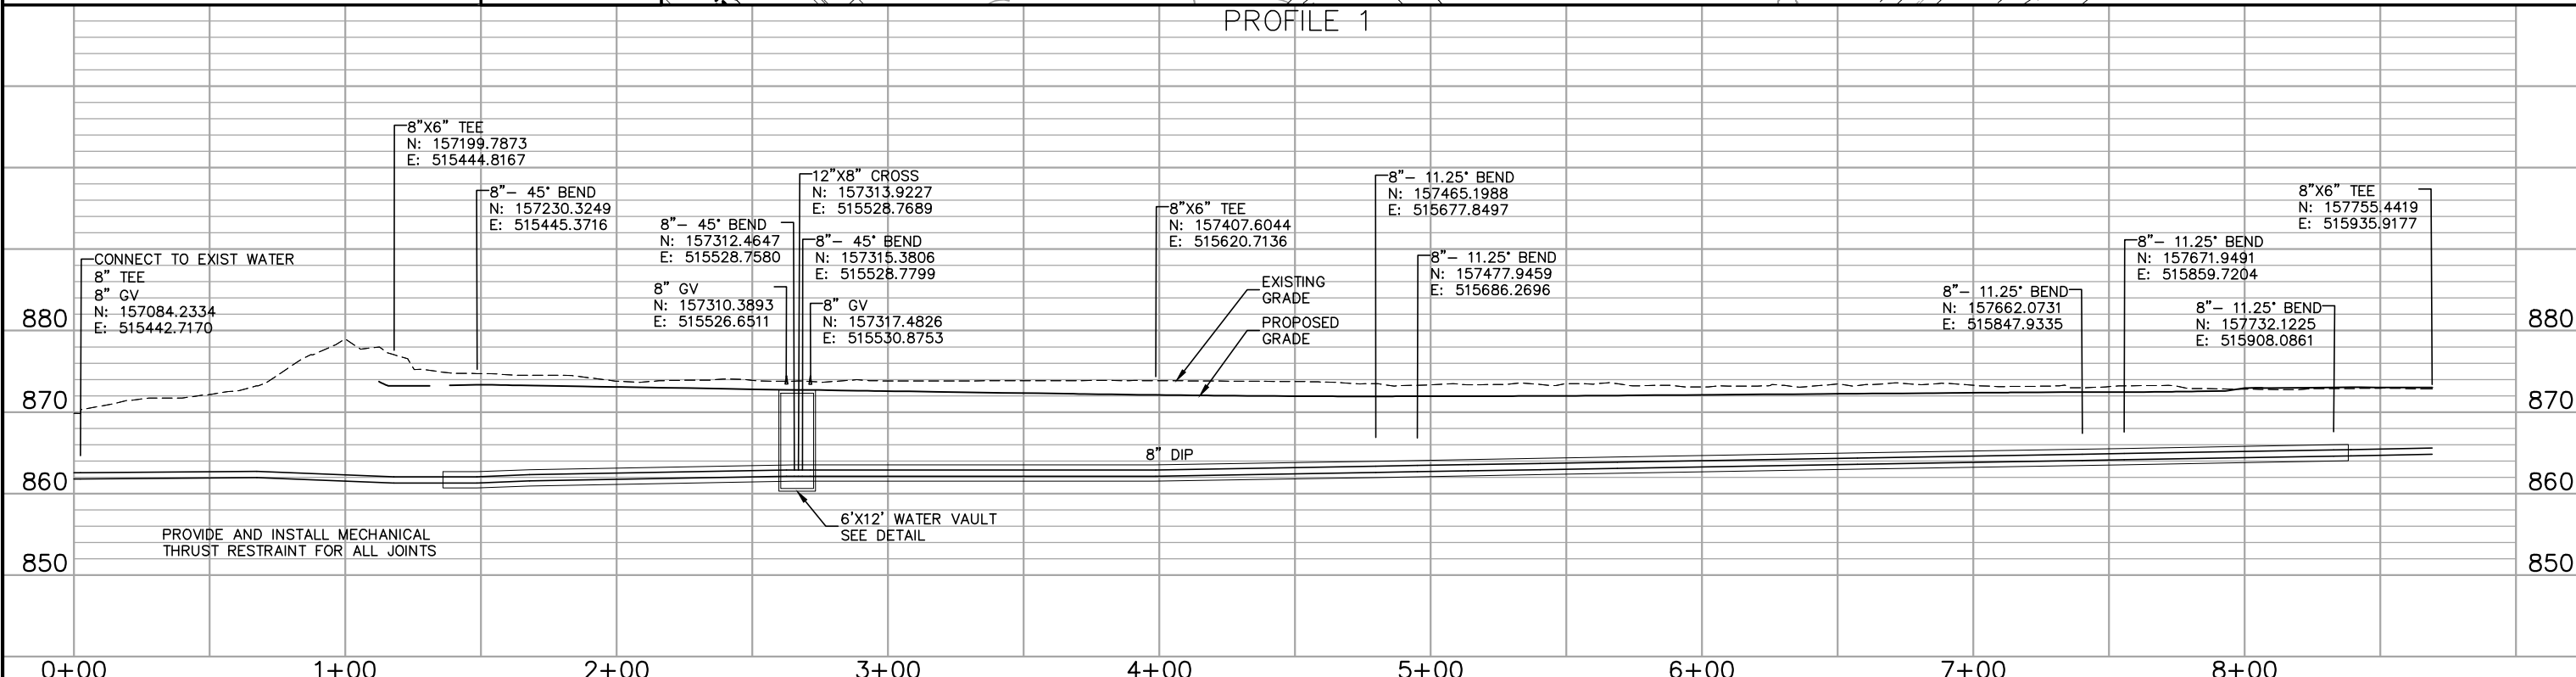 PROFILE 1
8"X6" TEE
N: 157199.7873
E: 515444.8167
8"- 45° BEND
N: 157230.3249
E: 515445.3716
12"X8" CROSS
N: 157313.9227
E: 515528.7689
8"- 45° BEND
N: 157312.4647
E: 515528.7580
8"- 45° BEND
N: 157315.3806
E: 515528.7799
8" GV
N: 157310.3893
E: 515526.6511
8" GV
N: 157317.4826
E: 515530.8753
CONNECT TO EXIST WATER
8" TEE
8" GV
N: 157084.2334
E: 515442.7170
8"X6" TEE
N: 157407.6044
E: 515620.7136
EXISTING
GRADE
PROPOSED
GRADE
8"- 11.25° BEND
N: 157465.1988
E: 515677.8497
8"- 11.25° BEND
N: 157477.9459
E: 515686.2696
8"- 11.25° BEND
N: 157662.0731
E: 515847.9335
8"- 11.25° BEND
N: 157671.9491
E: 515859.7204
8"- 11.25° BEND
N: 157732.1225
E: 515908.0861
8"X6" TEE
N: 157755.4419
E: 515935.9177
880
880
870
870
8" DIP
860
860
6'X12' WATER VAULT
SEE DETAIL
PROVIDE AND INSTALL MECHANICAL
THRUST RESTRAINT FOR ALL JOINTS
850
850
0+00 1+00 2+00 3+00 4+00 5+00 6+00 7+00 8+00